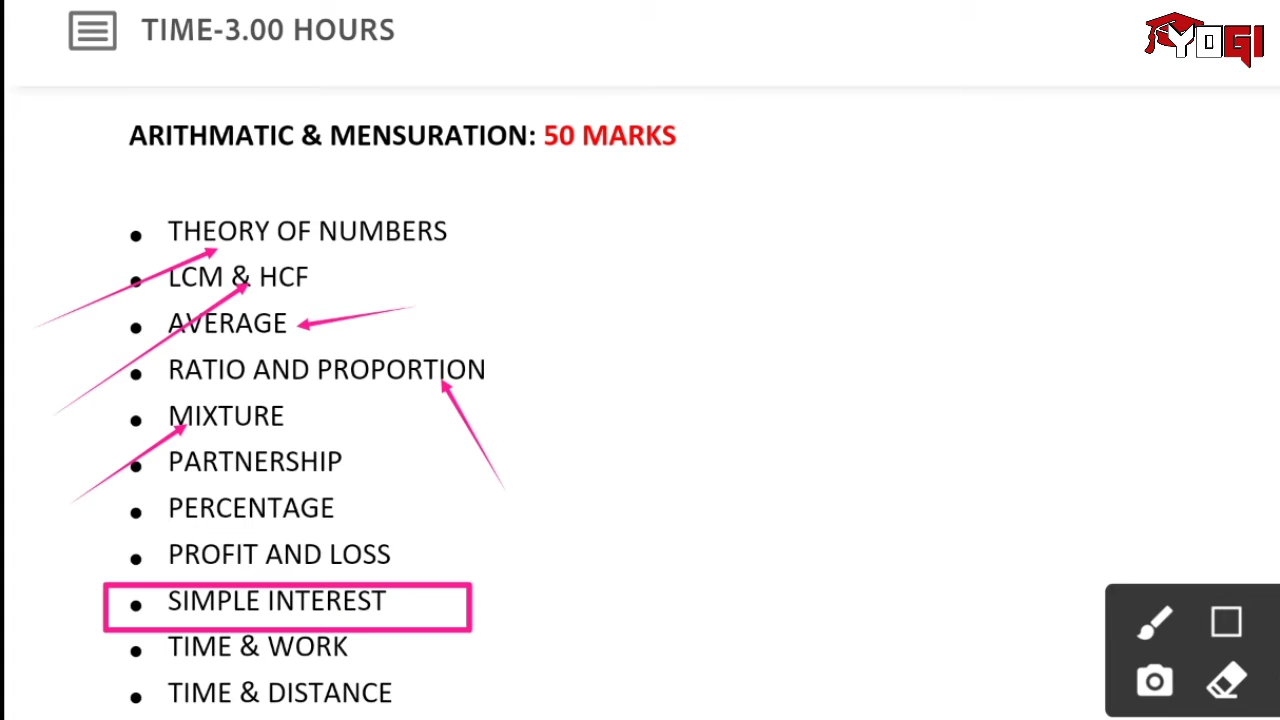 TIME-3.00 HOURS
YOGI
ARITHMATIC & MENSURATION: 50 MARKS
• THEORY OF NUMBERS
• LCM & HCF
• AVERAGE
• RATIO AND PROPORTION
• MIXTURE
• PARTNERSHIP
• PERCENTAGE
• PROFIT AND LOSS
• SIMPLE INTEREST
• TIME & WORK
• TIME & DISTANCE